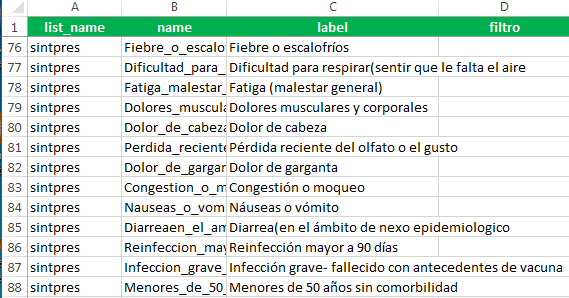 A B C D
1 list_name name label filtro
76 sintpres Fiebre_o_escalo Fiebre o escalofríos
77 sintpres Dificultad_para_ Dificultad para respirar(sentir que le falta el aire
78 sintpres Fatiga_malestar_ Fatiga (malestar general)
79 sintpres Dolores_muscula Dolores musculares y corporales
80 sintpres Dolor_de_cabeza Dolor de cabeza
81 sintpres Perdida_reciente Pérdida reciente del olfato o el gusto
82 sintpres Dolor_de_gargan Dolor de garganta
83 sintpres Congestion_o_m Congestión o moqueo
84 sintpres Nauseas_o_vom Náuseas o vómito
85 sintpres Diarreaen_el_am Diarrea(en el ámbito de nexo epidemiologico
86 sintpres Reinfeccion_may Reinfección mayor a 90 días
87 sintpres Infeccion_grave_ Infección grave- fallecido con antecedentes de vacuna
88 sintpres Menores_de_50_ Menores de 50 años sin comorbilidad